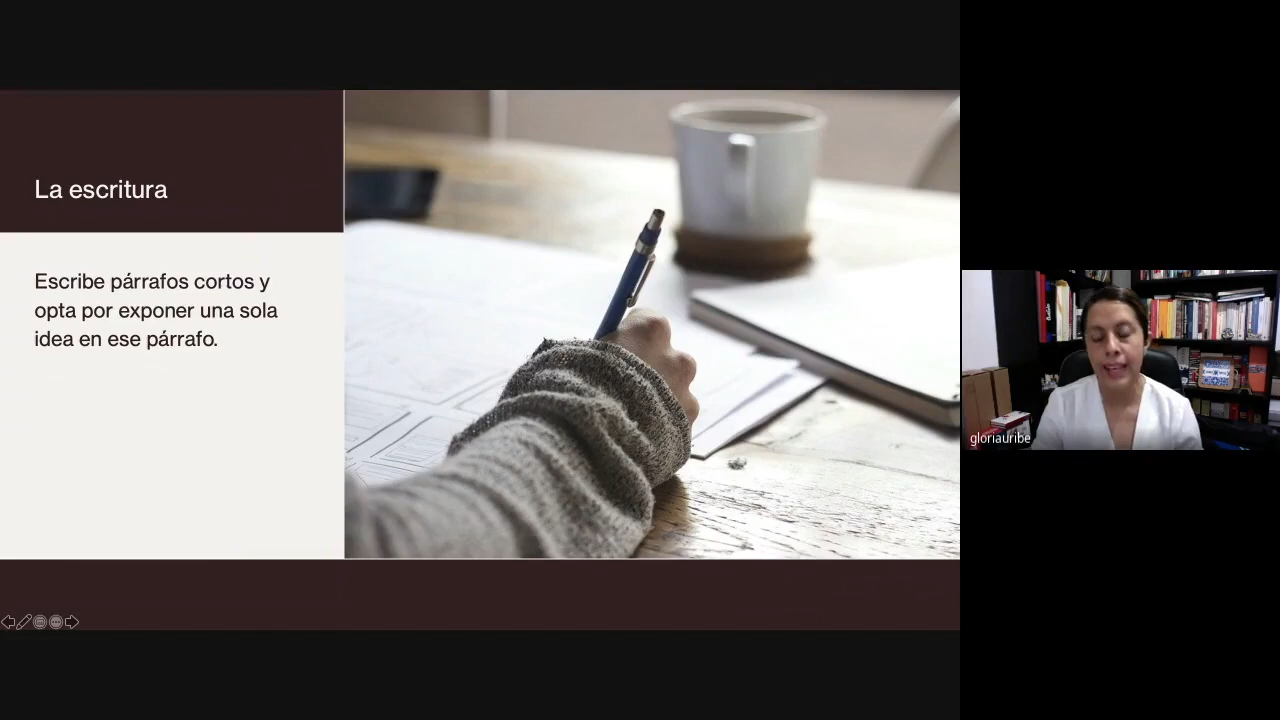 La escritura
Escribe párrafos cortos y
opta por exponer una sola
idea en ese párrafo.
gloriauribe